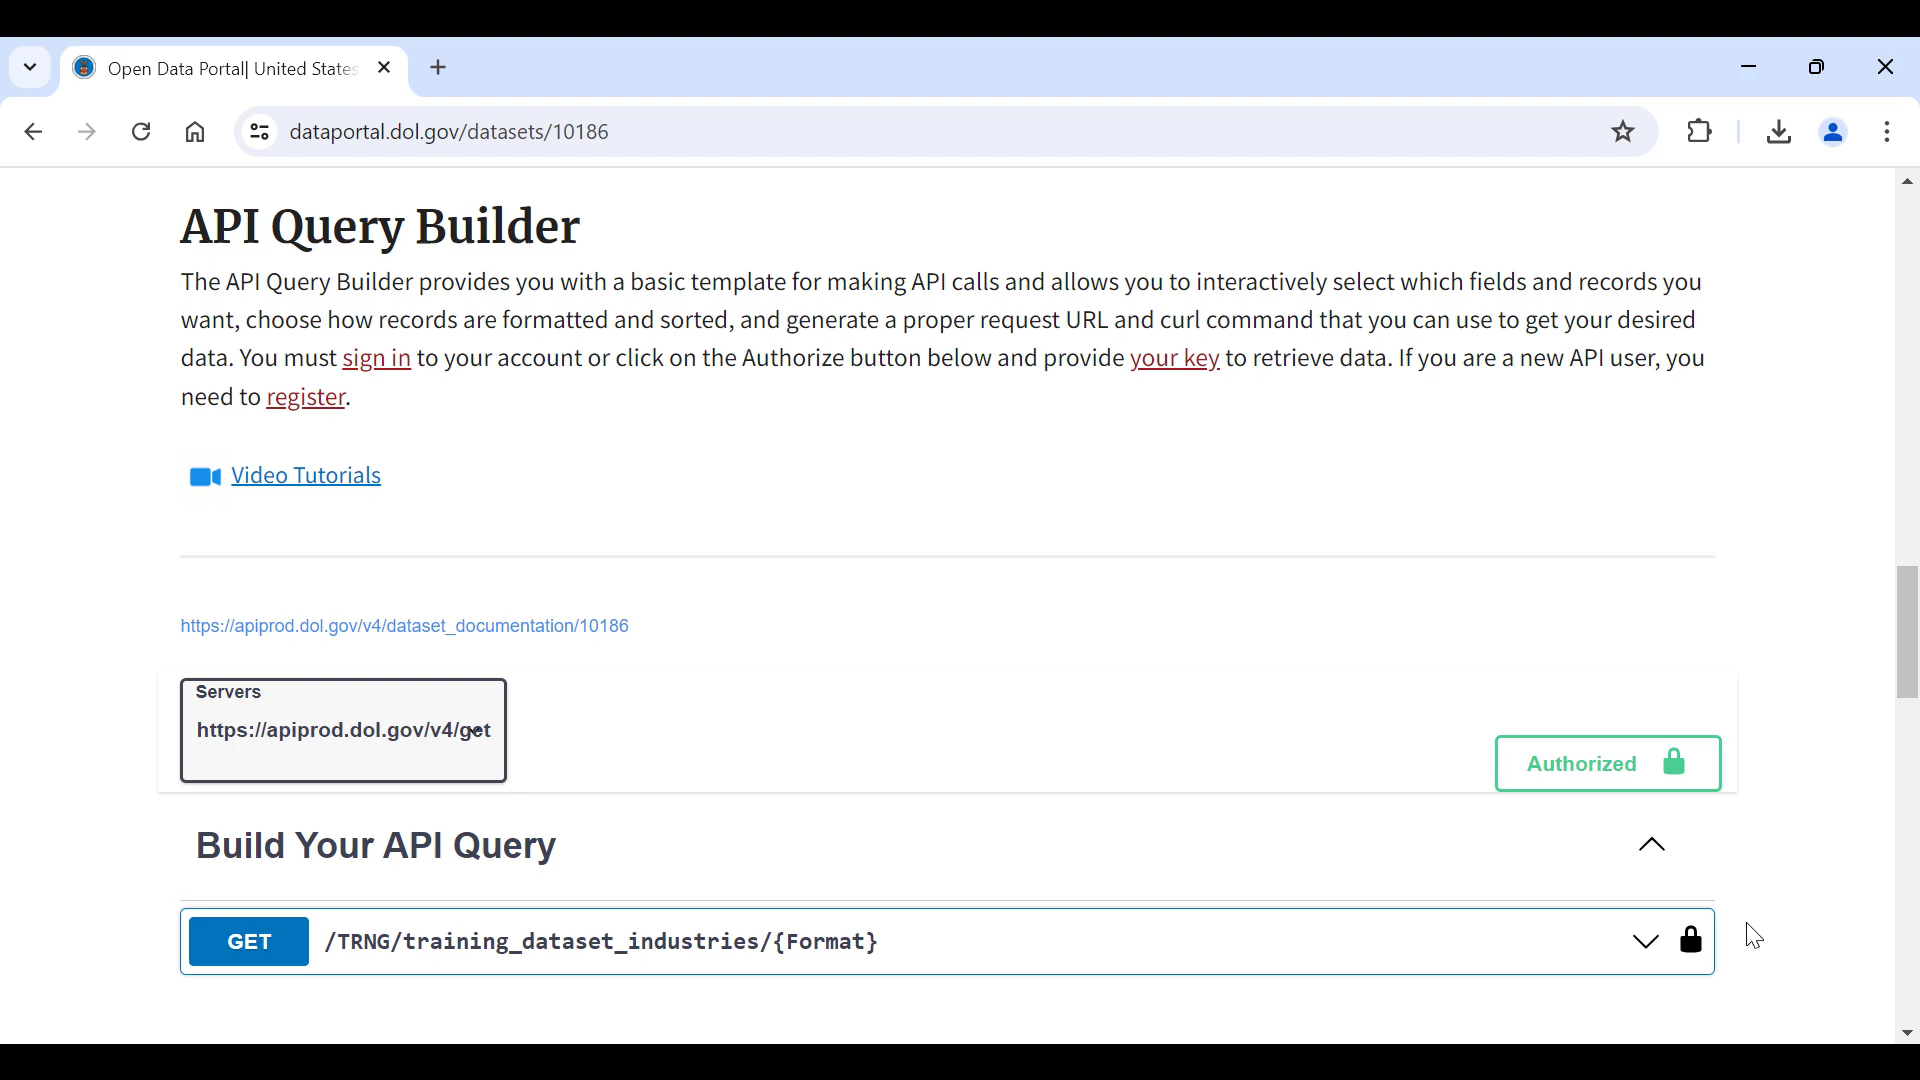 Open Data Portal| United States
dataportal.dol.gov/datasets/10186
API Query Builder
The API Query Builder provides you with a basic template for making API calls and allows you to interactively select which fields and records you
want, choose how records are formatted and sorted, and generate a proper request URL and curl command that you can use to get your desired
data. You must sign in to your account or click on the Authorize button below and provide your key to retrieve data. If you are a new API user, you
need to register.
Video Tutorials
https://apiprod.dol.gov/v4/dataset_documentation/10186
Servers
https://apiprod.dol.gov/v4/get
Authorized
Build Your API Query
GET /TRNG/training_dataset_industries/{Format}